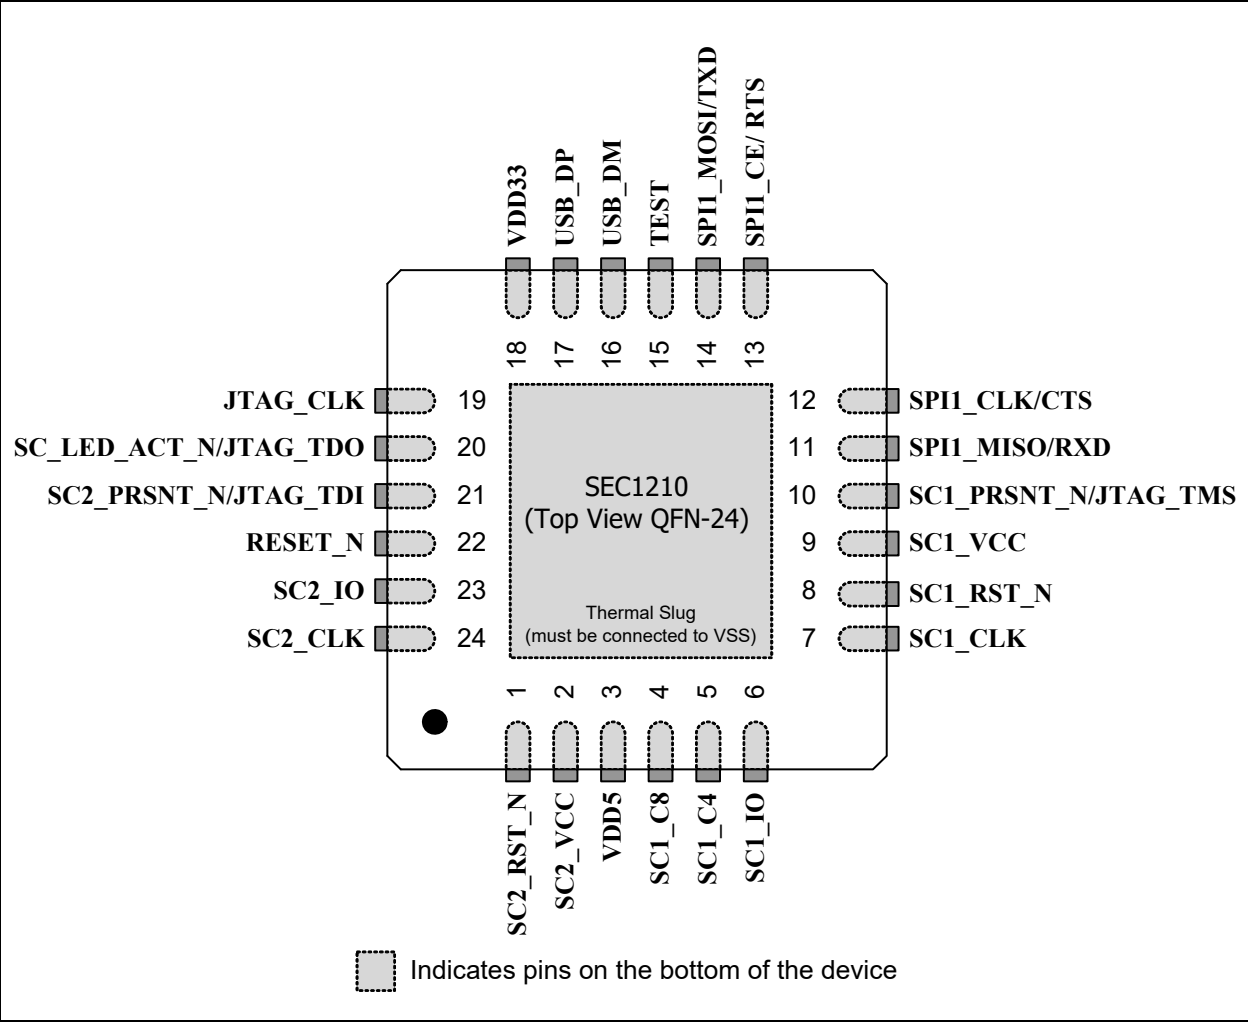 VDD33
USB_DP
USB_DM
TEST
SPI1_MOSI/TXD
SPI1_CE/ RTS
18
17
16
15
14
13
JTAG_CLK 19
SC_LED_ACT_N/JTAG_TDO 20
SC2_PRSNT_N/JTAG_TDI 21
RESET_N 22
SC2_IO 23
SC2_CLK 24
SEC1210
(Top View QFN-24)
Thermal Slug
(must be connected to VSS)
12 SPI1_CLK/CTS
11 SPI1_MISO/RXD
10 SC1_PRSNT_N/JTAG_TMS
9 SC1_VCC
8 SC1_RST_N
7 SC1_CLK
1
2
3
4
5
6
SC2_RST_N
SC2_VCC
VDD5
SC1_C8
SC1_C4
SC1_IO
Indicates pins on the bottom of the device